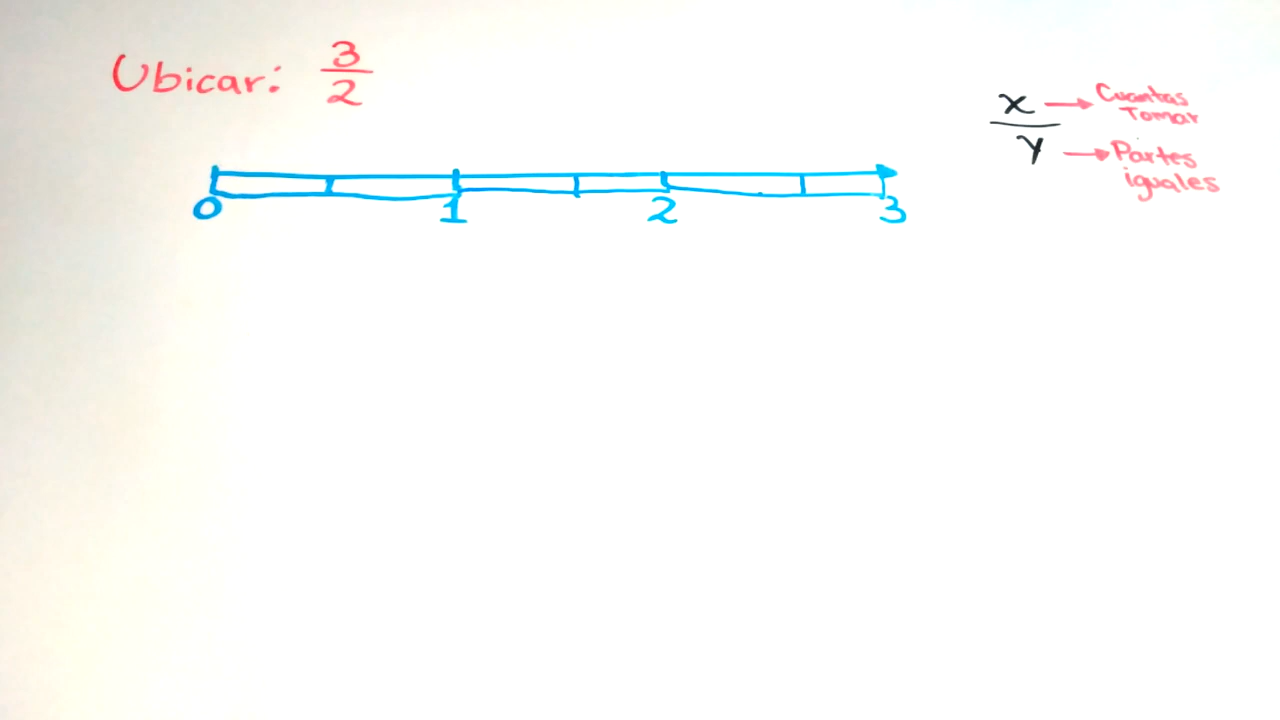 Ubicar: 3/2
x → Cuantas Tomar
y → Partes iguales
0 1 2 3